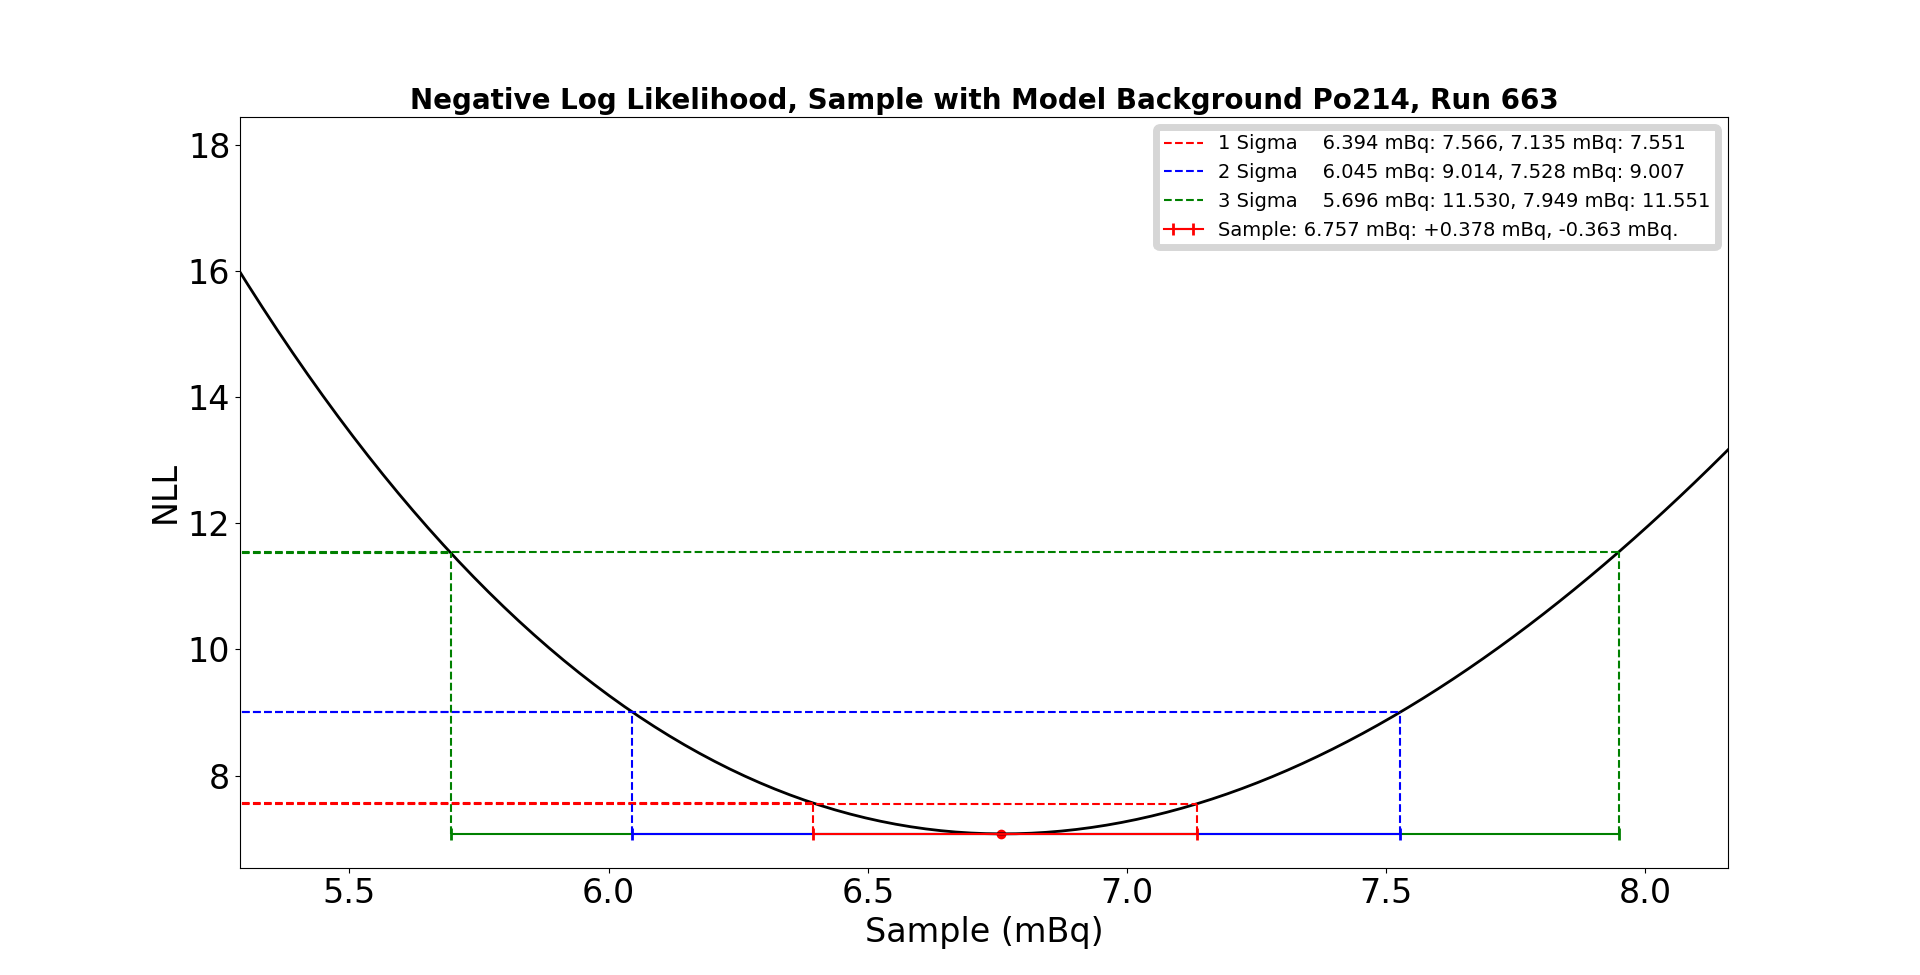 Negative Log Likelihood, Sample with Model Background Po214, Run 663
1 Sigma    6.394 mBq: 7.566, 7.135 mBq: 7.551
2 Sigma    6.045 mBq: 9.014, 7.528 mBq: 9.007
3 Sigma    5.696 mBq: 11.530, 7.949 mBq: 11.551
Sample: 6.757 mBq: +0.378 mBq, -0.363 mBq.
18
16
14
12
10
8
NLL
5.5 6.0 6.5 7.0 7.5 8.0
Sample (mBq)